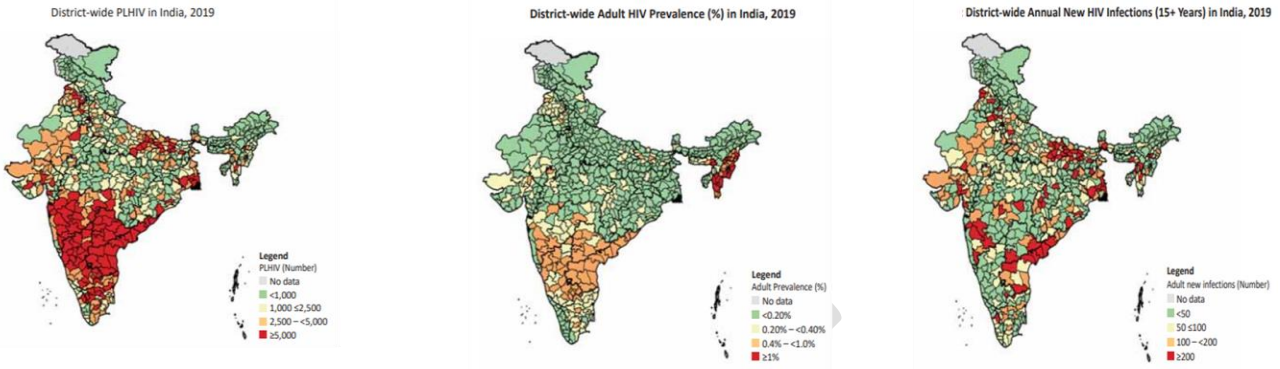 District-wide PLHIV in India, 2019
Legend
PLHIV (Number)
No data
<1,000
1,000 ≤2,500
2,500 – <5,000
≥5,000
District-wide Adult HIV Prevalence (%) in India, 2019
Legend
Adult Prevalence (%)
No data
<0.20%
0.20% – <0.40%
0.4% – <1.0%
≥1%
: District-wide Annual New HIV Infections (15+ Years) in India, 2019
Legend
Adult new infections (Number)
No data
<50
50 ≤100
100 – <200
≥200